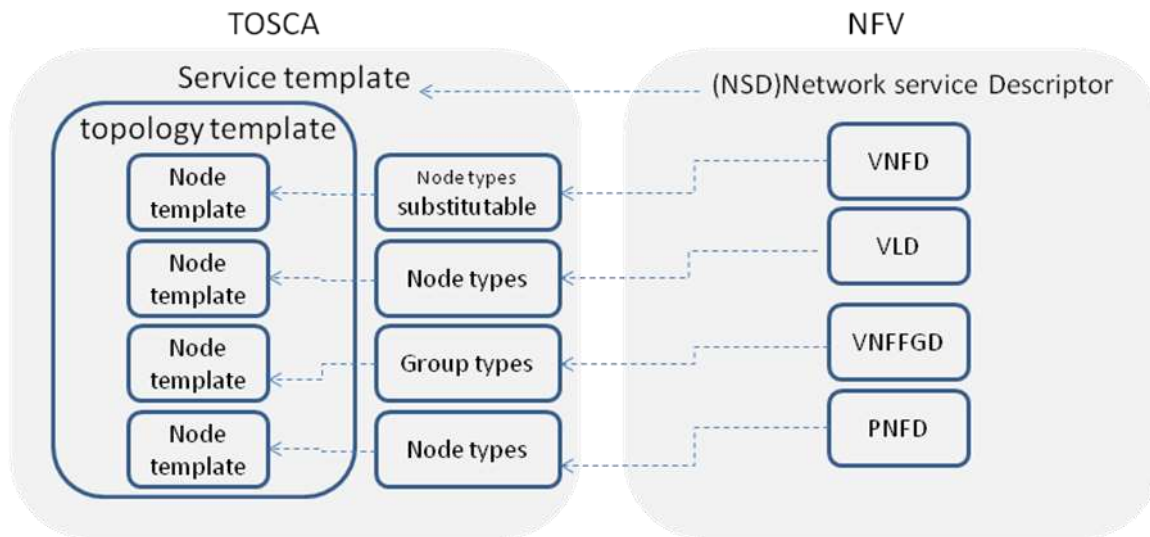 TOSCA
NFV
Service template
(NSD)Network service Descriptor
topology template
Node
template
Node types
substitutable
VNFD
Node
template
Node types
VLD
Node
template
Group types
VNFFGD
Node
template
Node types
PNFD